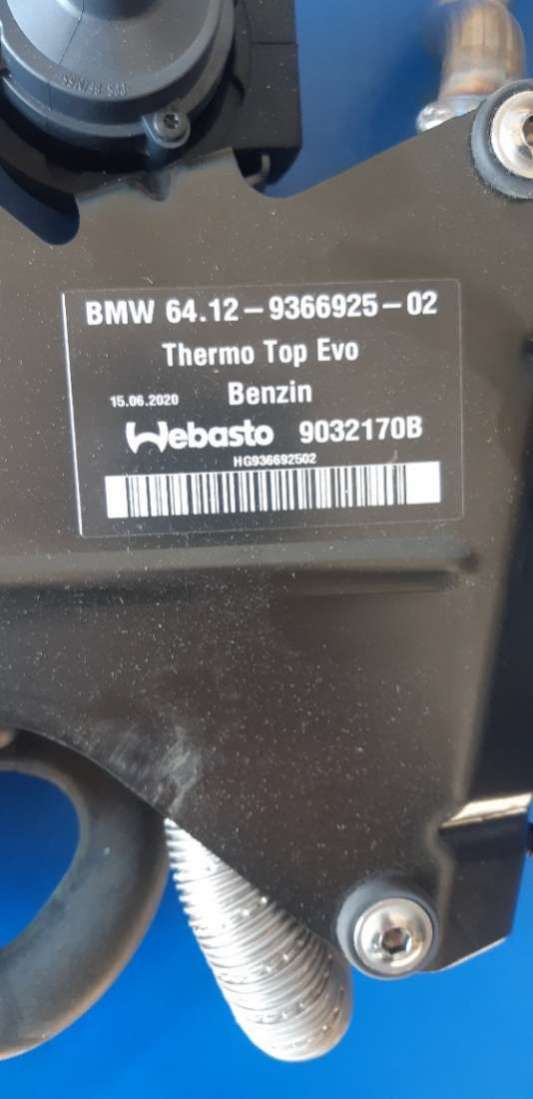 BMW 64.12-9366925-02
Thermo Top Evo
15.06.2020 Benzin
Webasto 9032170B
HG936692502